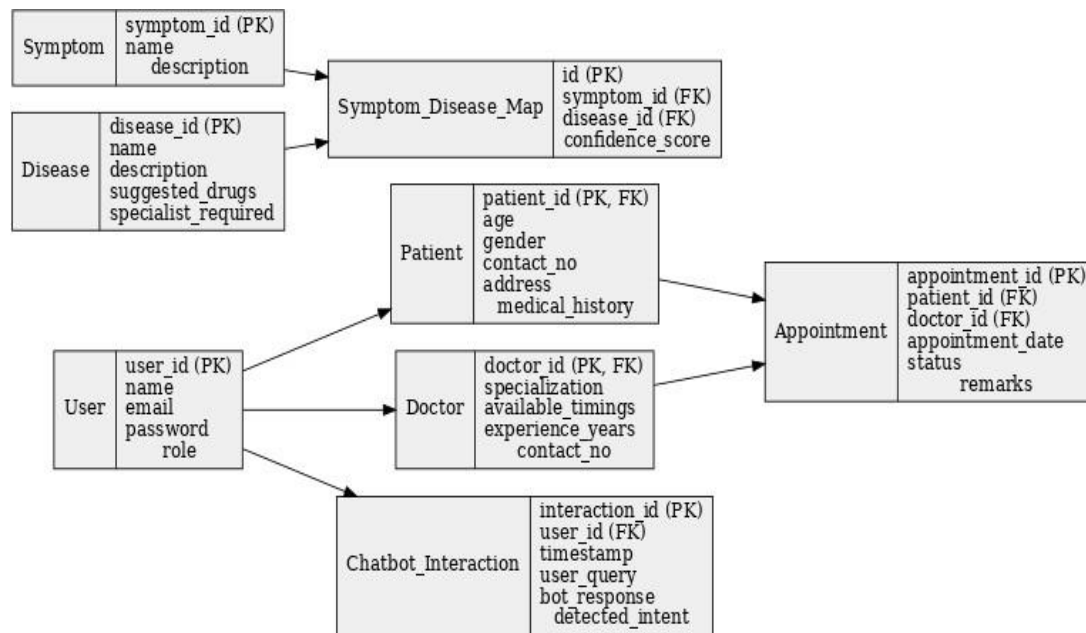 Symptom
symptom_id (PK)
name
description
Disease
disease_id (PK)
name
description
suggested_drugs
specialist_required
Symptom_Disease_Map
id (PK)
symptom_id (FK)
disease_id (FK)
confidence_score
User
user_id (PK)
name
email
password
role
Patient
patient_id (PK, FK)
age
gender
contact_no
address
medical_history
Doctor
doctor_id (PK, FK)
specialization
available_timings
experience_years
contact_no
Chatbot_Interaction
interaction_id (PK)
user_id (FK)
timestamp
user_query
bot_response
detected_intent
Appointment
appointment_id (PK)
patient_id (FK)
doctor_id (FK)
appointment_date
status
remarks